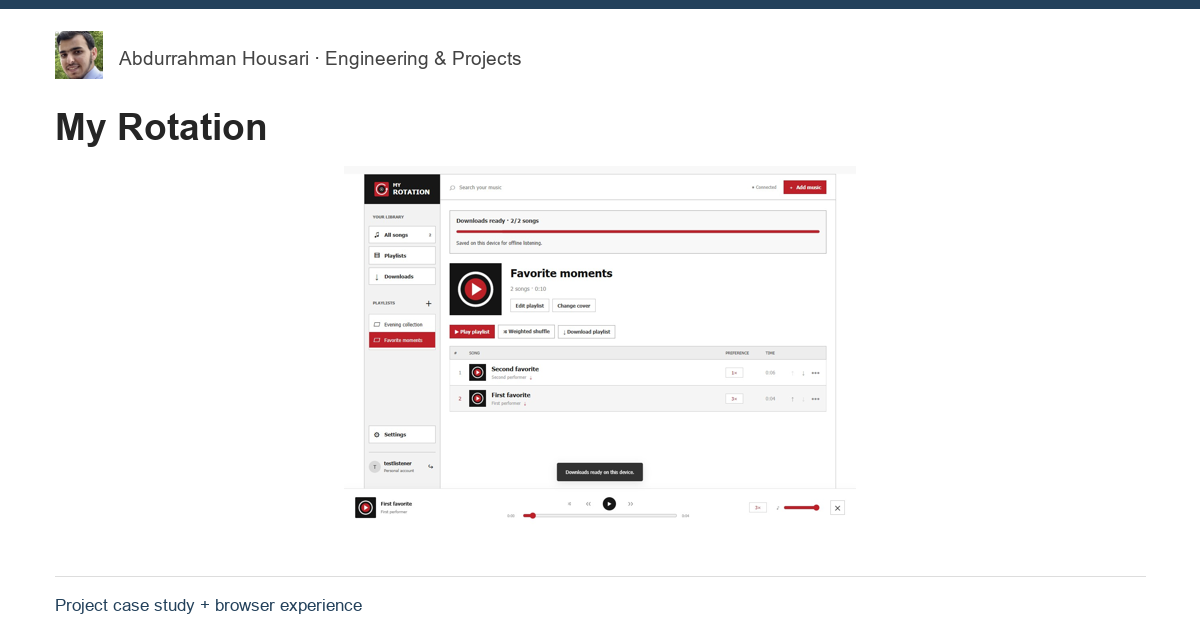 Abdurrahman Housari · Engineering & Projects
My Rotation
MY
ROTATION
Search your music
Connected
+ Add music
YOUR LIBRARY
All songs
Playlists
Downloads
PLAYLISTS +
Evening collection
Favorite moments
Settings
T testlistener
Personal account
Downloads ready · 2/2 songs
Saved on this device for offline listening.
Favorite moments
2 songs · 0:10
Edit playlist
Change cover
Play playlist
Weighted shuffle
Download playlist
# SONG PREFERENCE TIME
1 Second favorite 1×
Second performer
2 First favorite 3×
First performer
Downloads ready on this device.
First favorite
First performer
3×
Project case study + browser experience